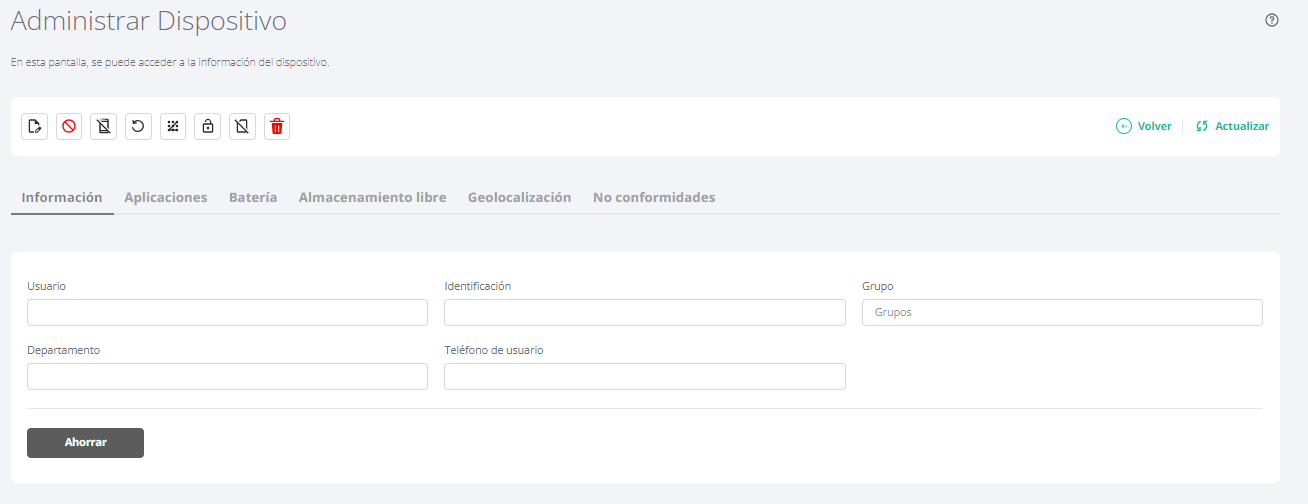 Administrar Dispositivo
En esta pantalla, se puede acceder a la información del dispositivo.
Volver
Actualizar
Información Aplicaciones Batería Almacenamiento libre Geolocalización No conformidades
Usuario Identificación Grupo
Grupos
Departamento Teléfono de usuario
Ahorrar